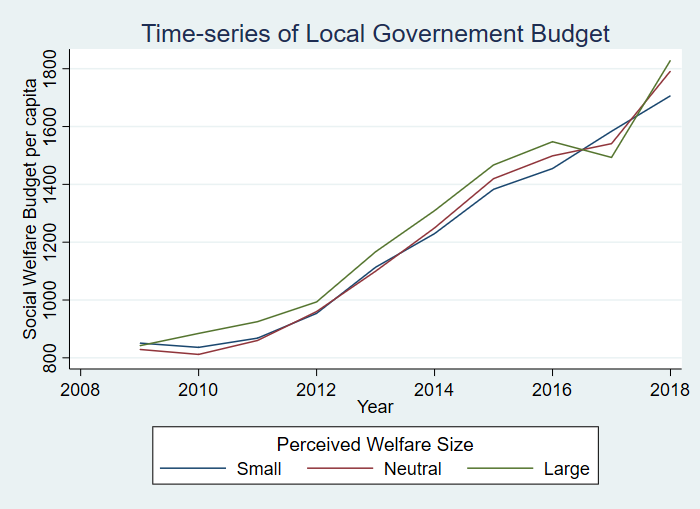 Time-series of Local Governement Budget
Social Welfare Budget per capita
1800
1600
1400
1200
1000
800
2008 2010 2012 2014 2016 2018
Year
Perceived Welfare Size
Small Neutral Large